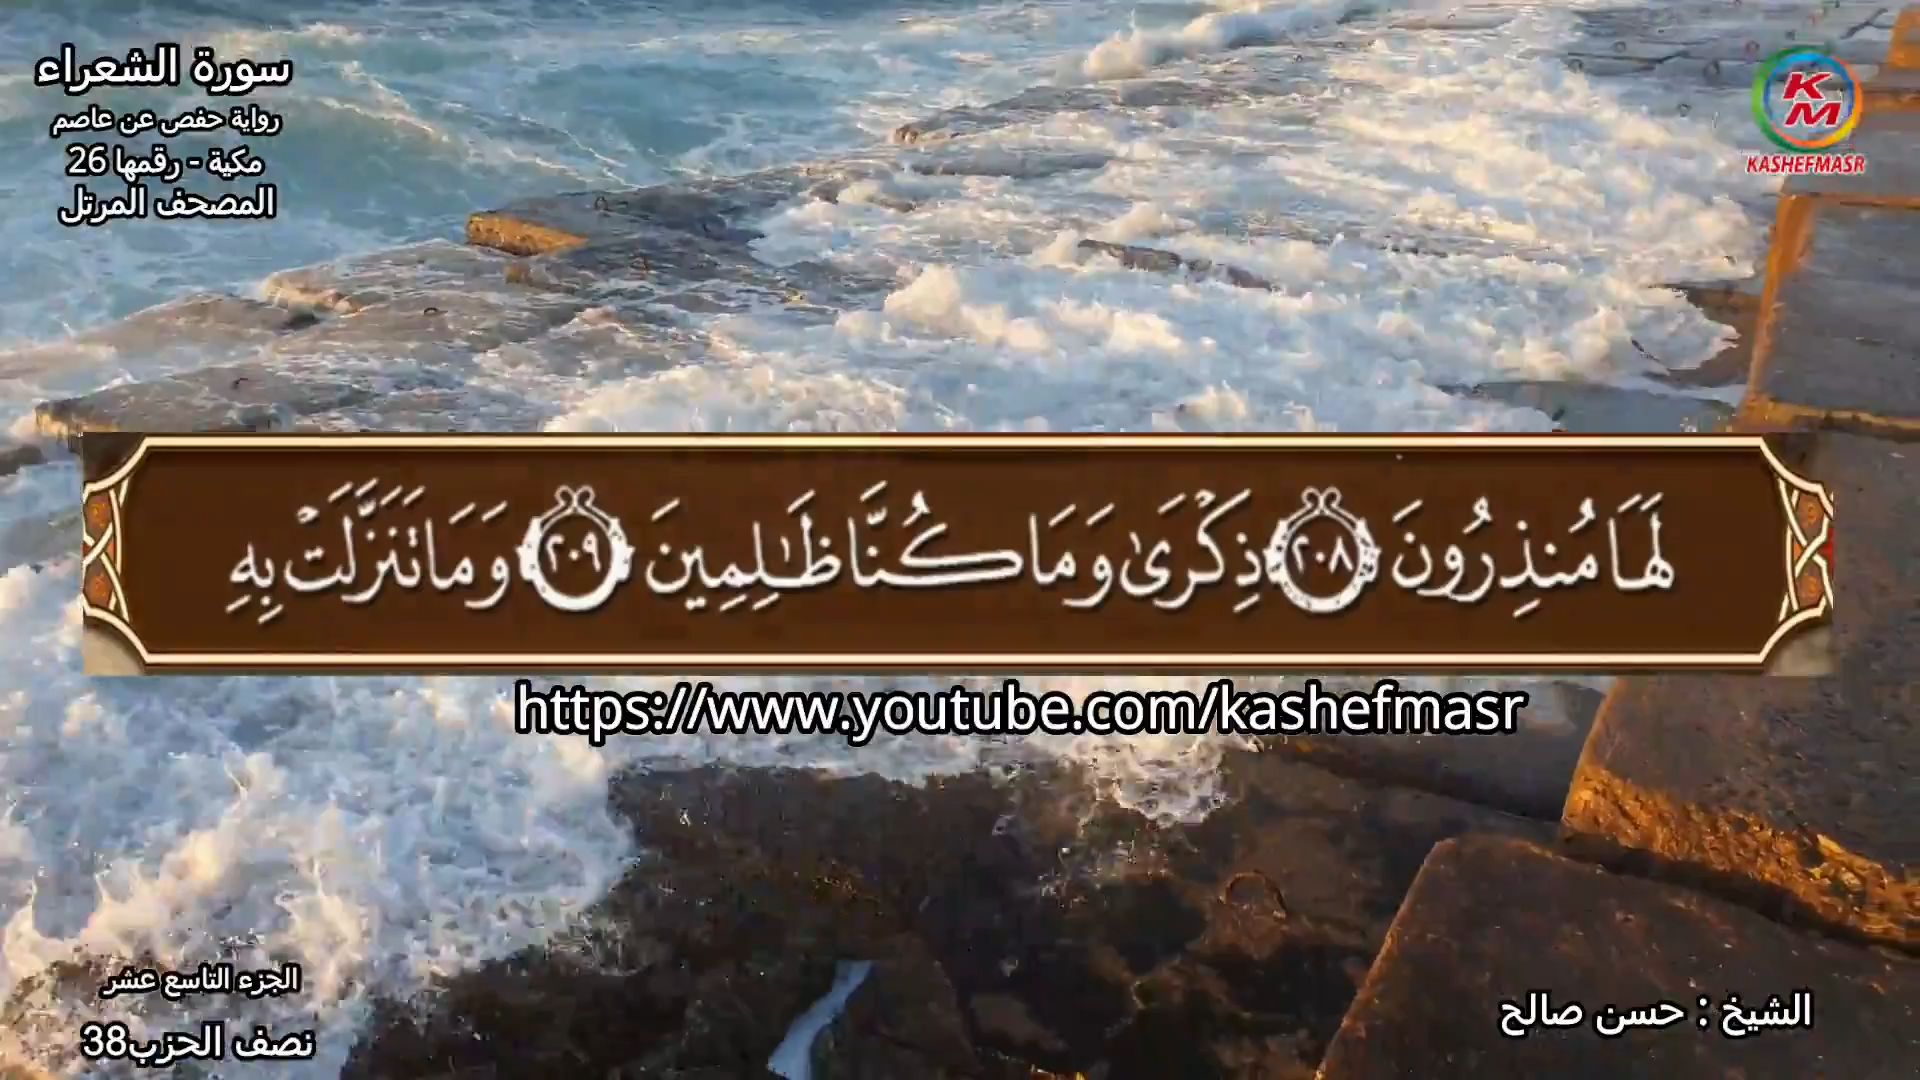 سورة الشعراء
رواية حفص عن عاصم
مكية - رقمها 26
المصحف المرتل
KM
KASHEFMASR
لَهَا مُنذِرُونَ ٢٠٨ ذِكْرَىٰ وَمَا كُنَّا ظَٰلِمِينَ ٢٠٩ وَمَا تَنَزَّلَتْ بِهِ
https://www.youtube.com/kashefmasr
الجزء التاسع عشر
نصف الحزب38
الشيخ : حسن صالح